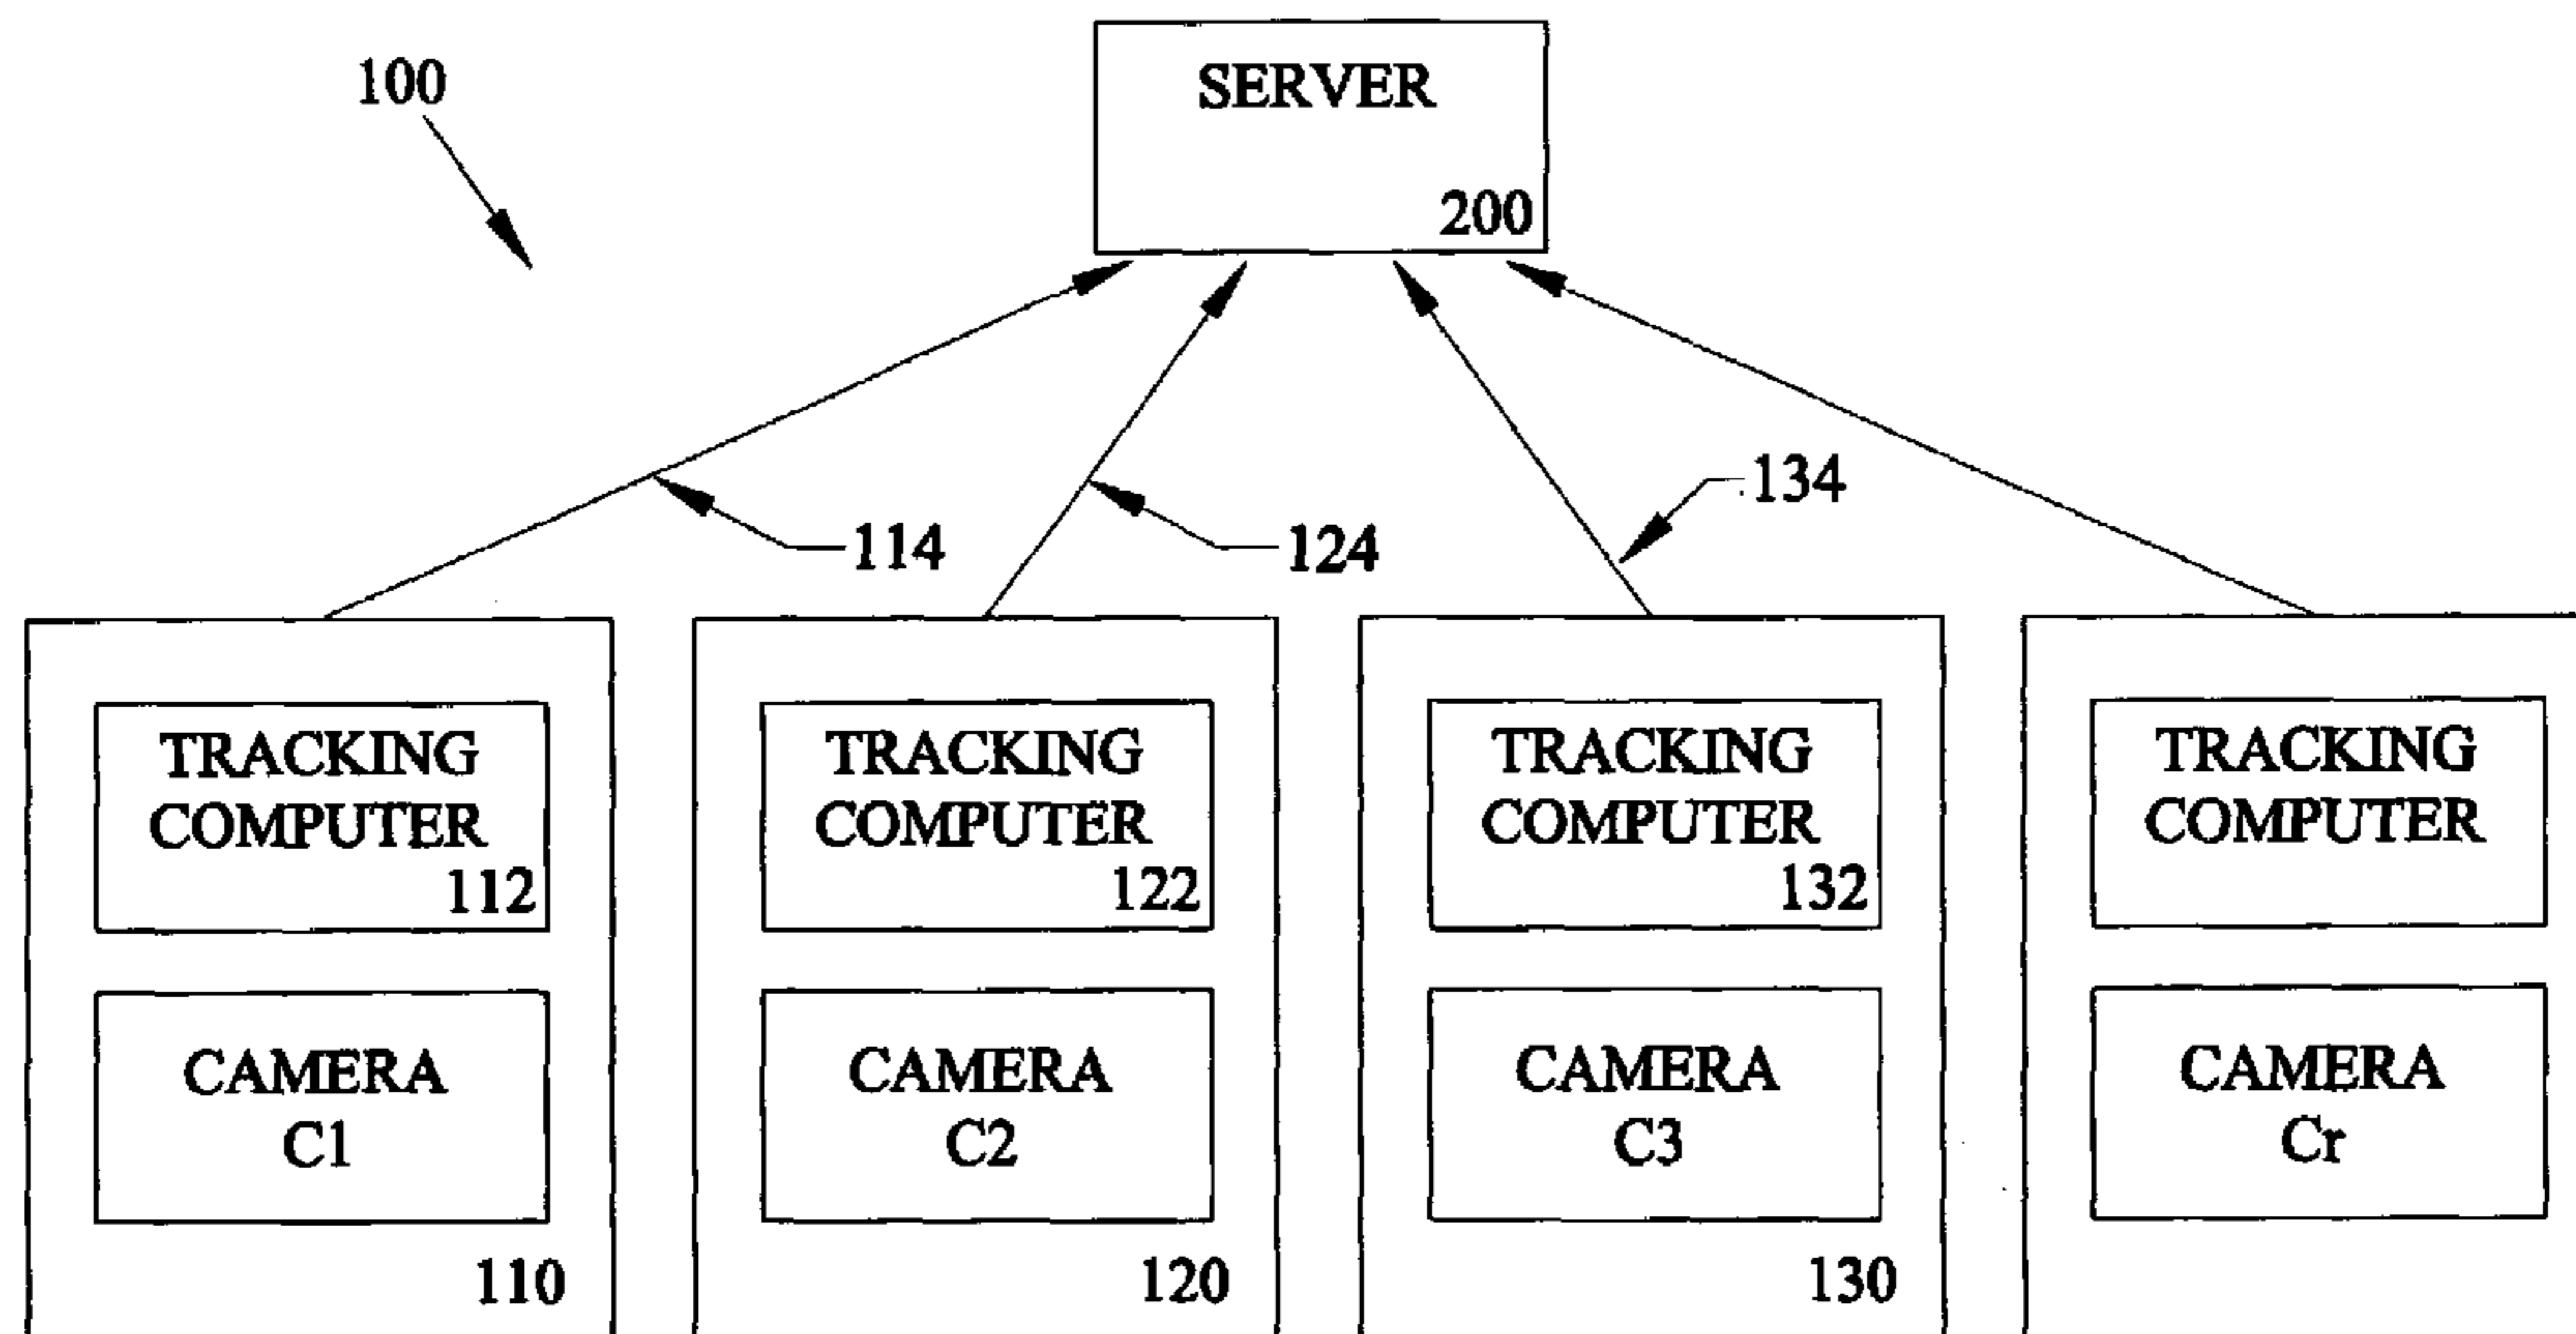 100
SERVER
200
114
124
134
TRACKING
COMPUTER
112
TRACKING
COMPUTER
122
TRACKING
COMPUTER
132
TRACKING
COMPUTER
CAMERA
C1
CAMERA
C2
CAMERA
C3
CAMERA
Cr
110
120
130